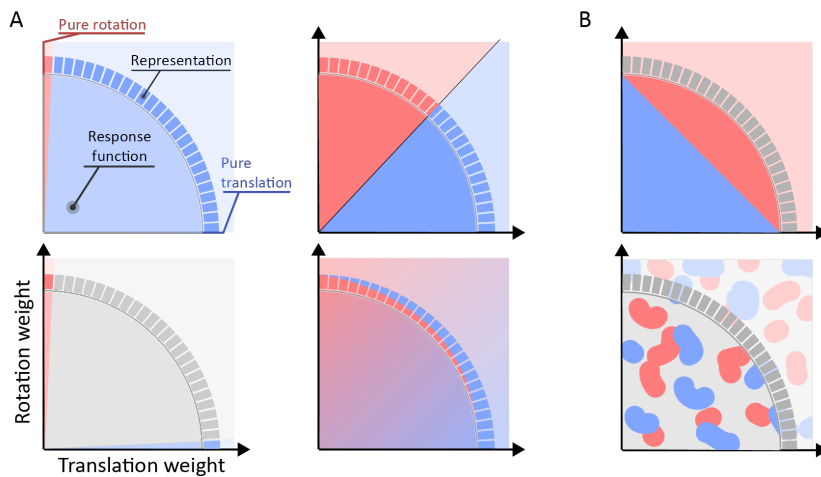 A
Pure rotation
B
Representation
Response
function
Pure
translation
Rotation weight
Translation weight